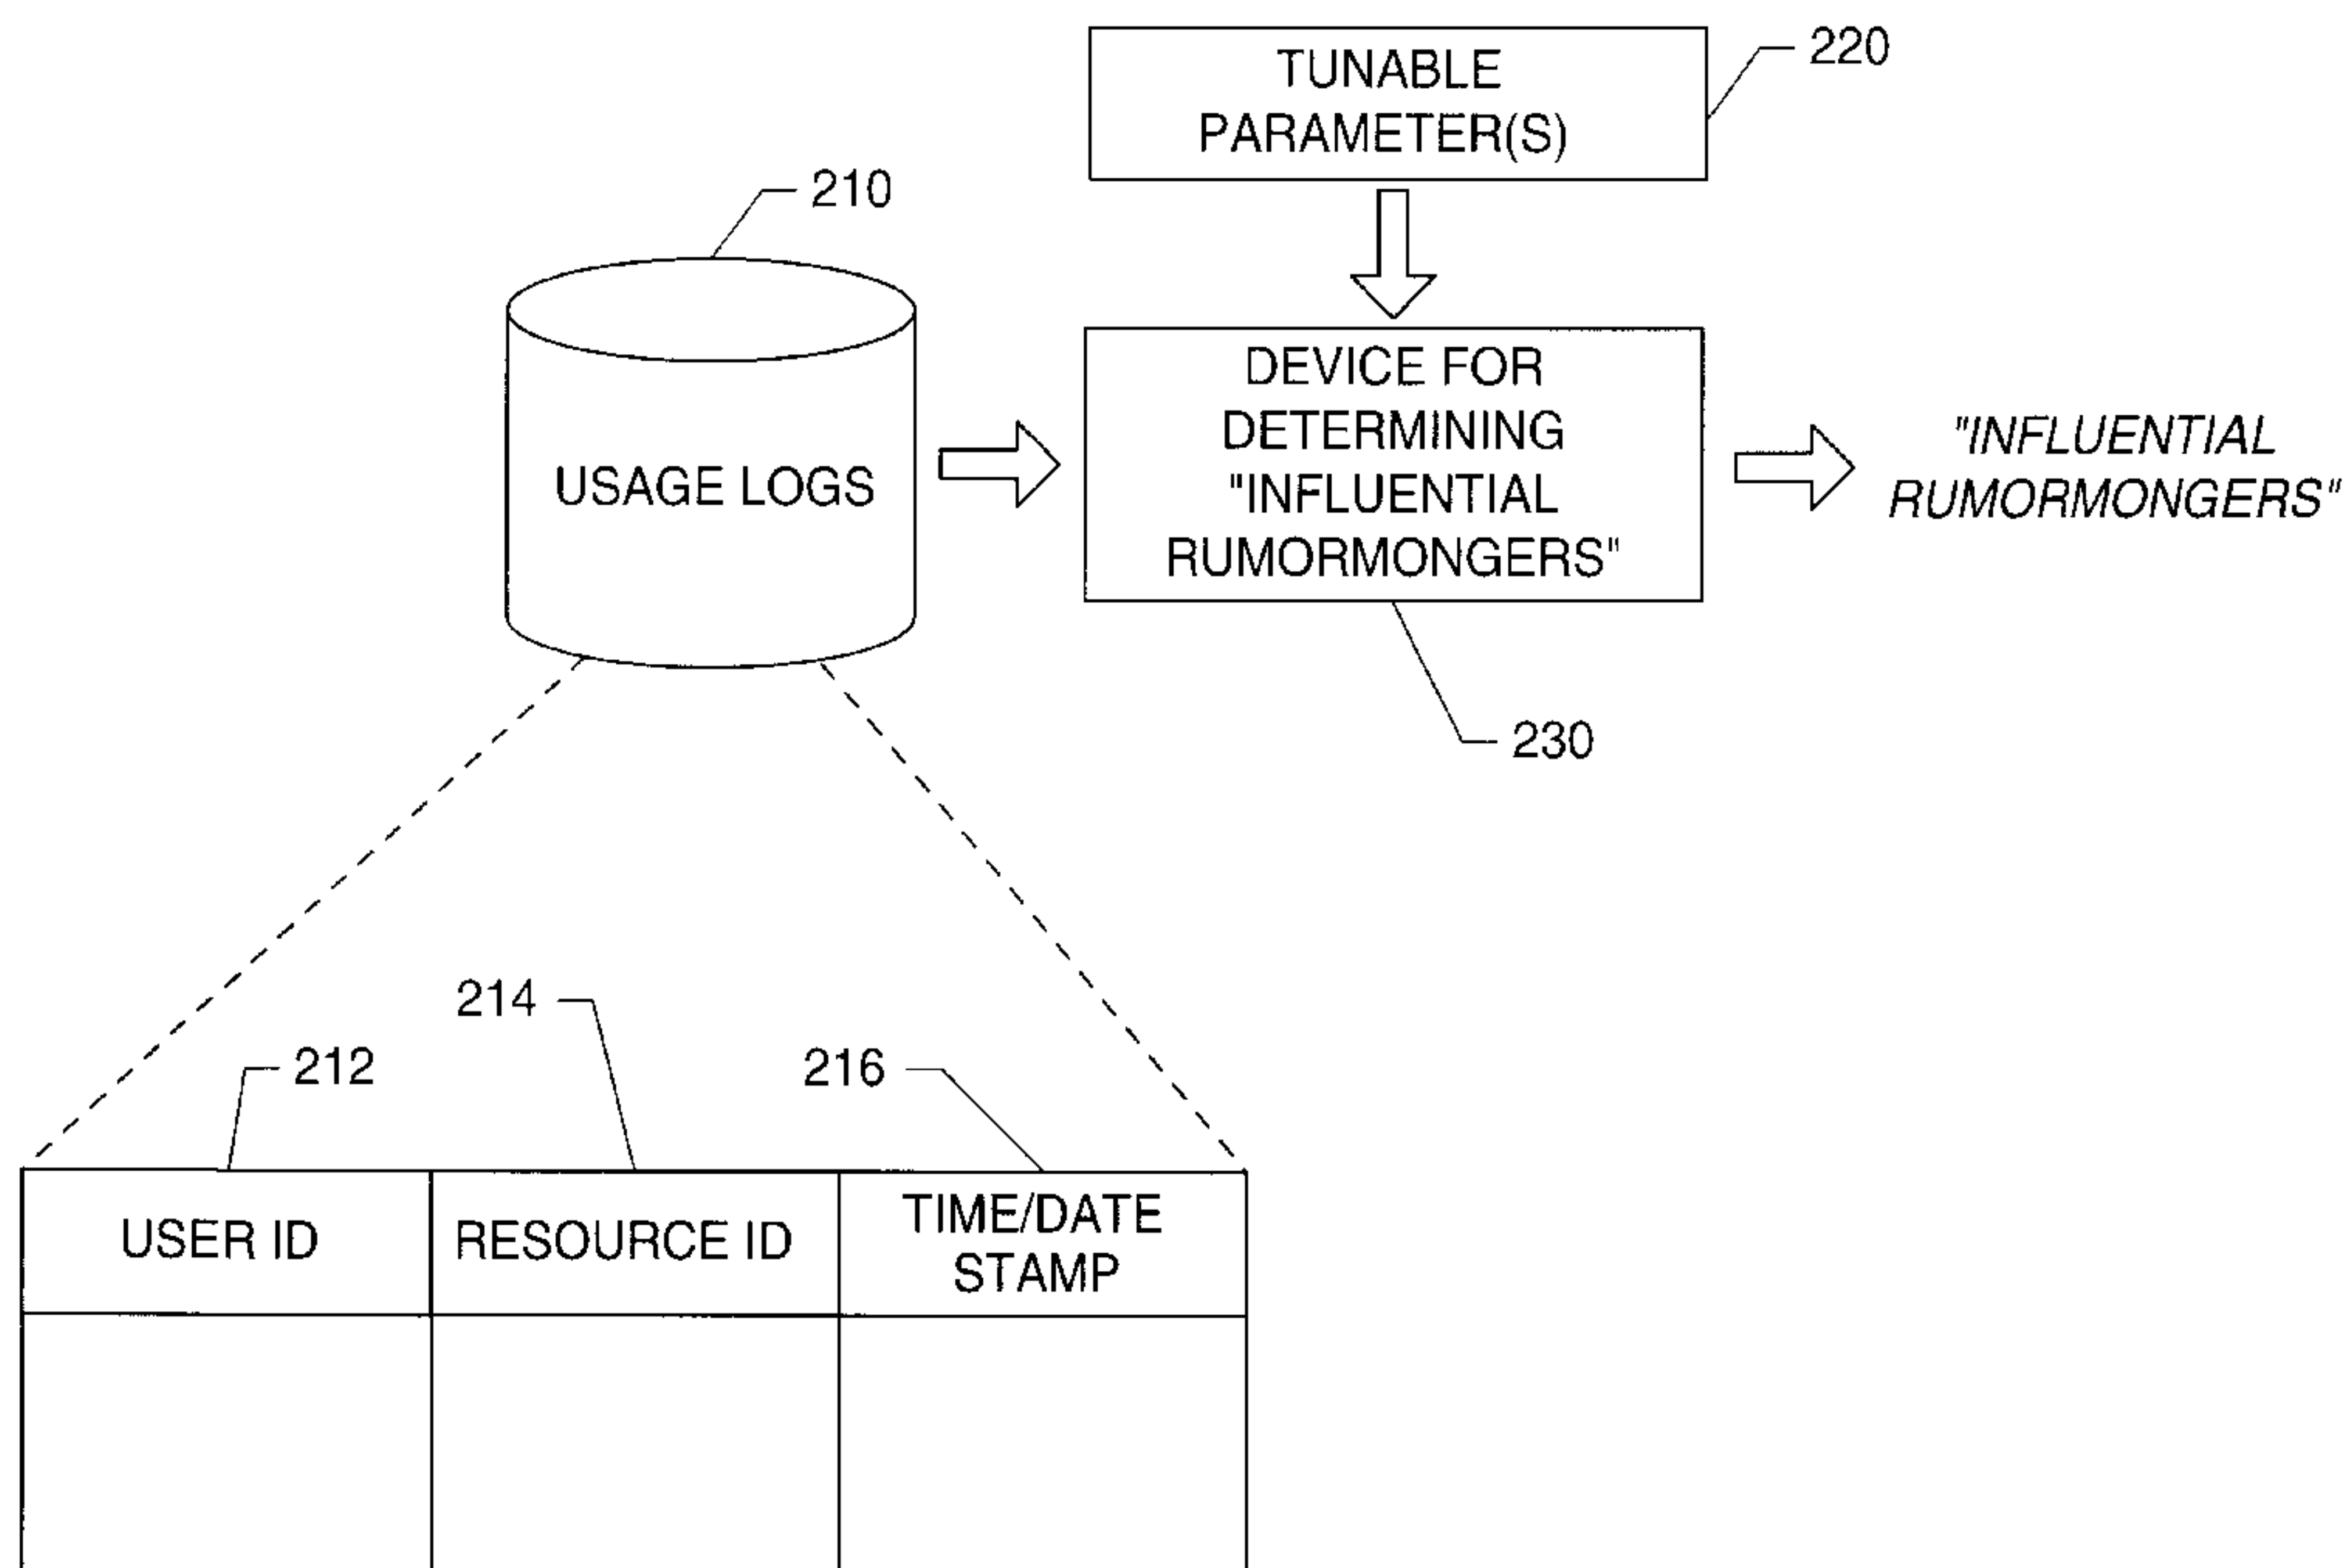 TUNABLE
PARAMETER(S)
220
210
USAGE LOGS
DEVICE FOR
DETERMINING
"INFLUENTIAL
RUMORMONGERS"
"INFLUENTIAL
RUMORMONGERS"
230
214
212
216
USER ID
RESOURCE ID
TIME/DATE
STAMP